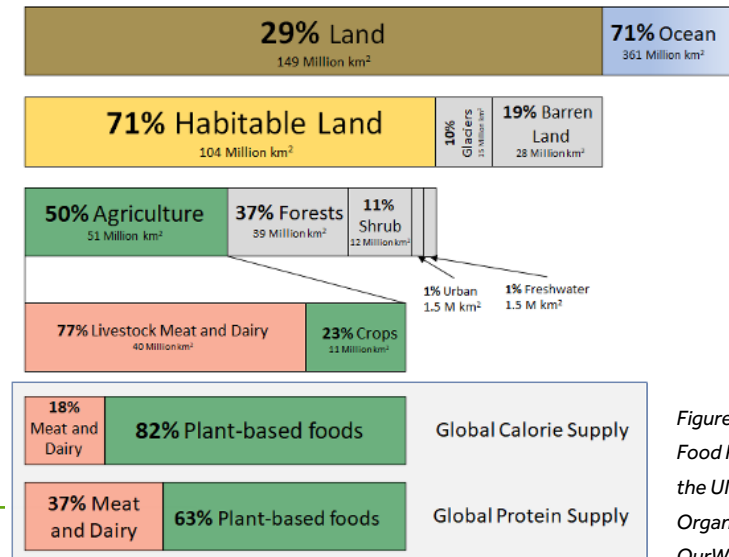 29% Land
149 Million km²
71% Ocean
361 Million km²
71% Habitable Land
104 Million km²
10%
Glaciers
15 Million km²
19% Barren
Land
28 Million km²
50% Agriculture
51 Million km²
37% Forests
39 Million km²
11%
Shrub
12 Million km²
1% Urban
1.5 M km²
1% Freshwater
1.5 M km²
77% Livestock Meat and Dairy
40 Million km²
23% Crops
11 Million km²
18%
Meat and
Dairy
82% Plant-based foods
Global Calorie Supply
37% Meat
and Dairy
63% Plant-based foods
Global Protein Supply
Figure
Food
the
Organ
OurW